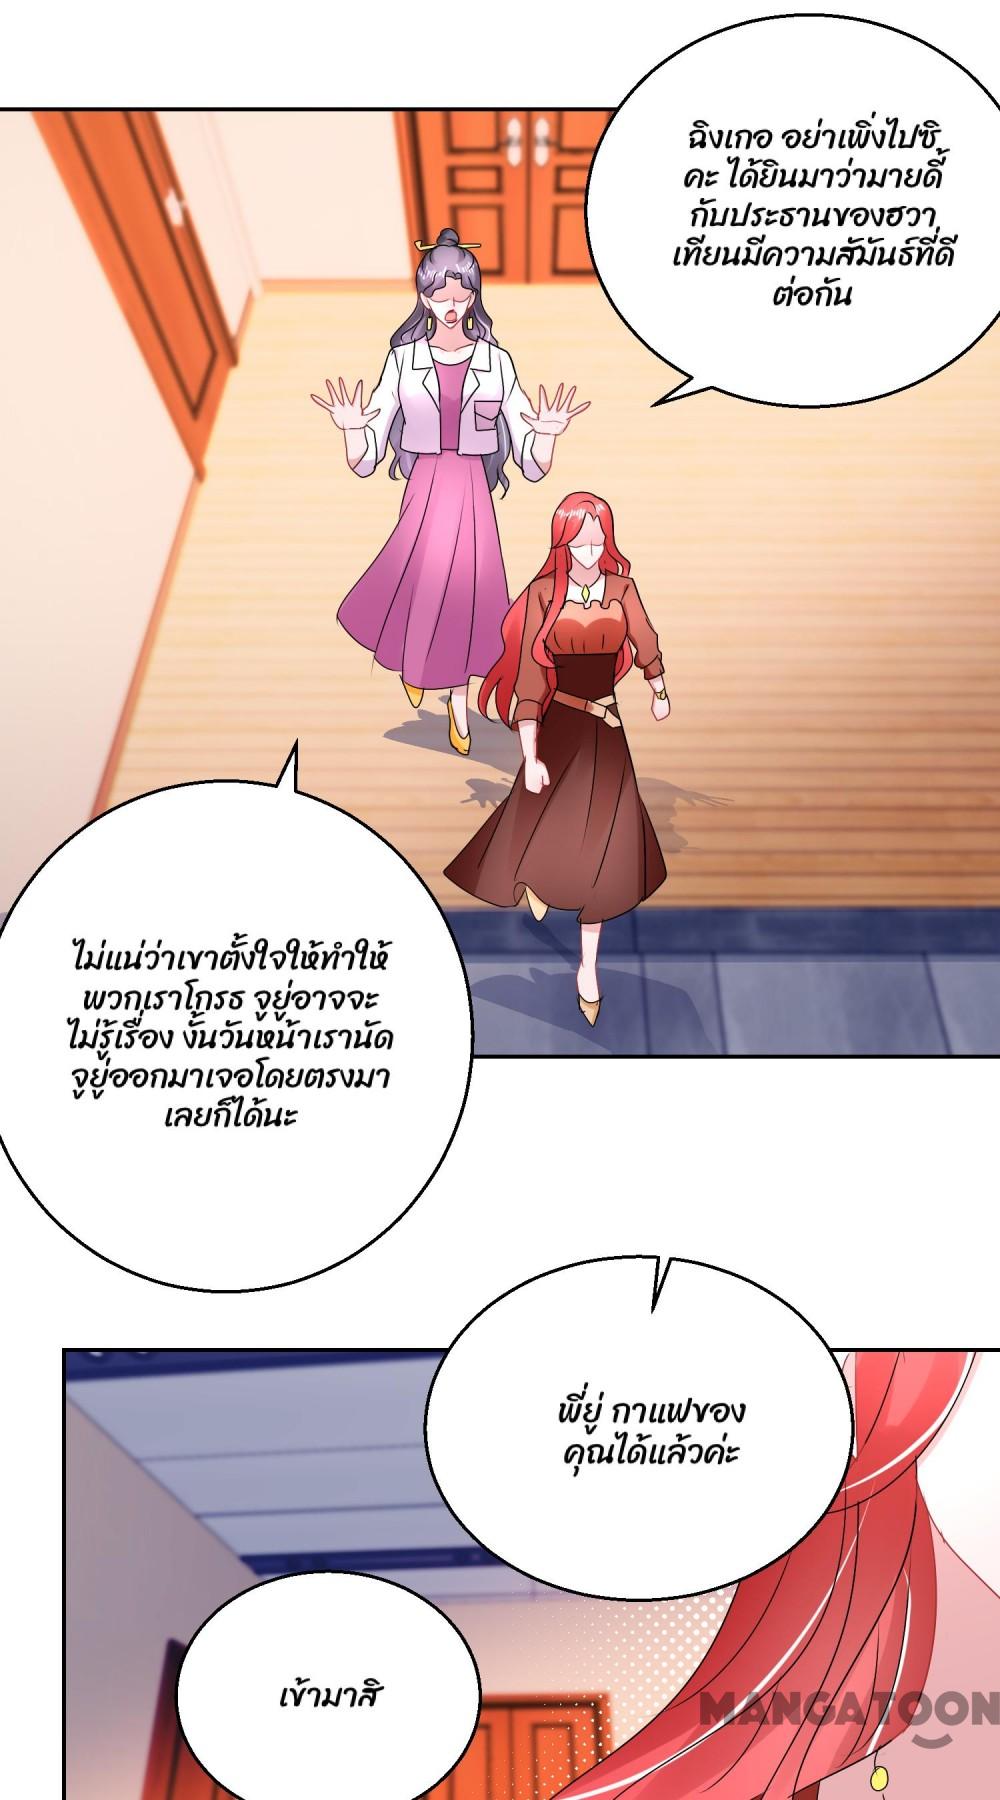 ฉิงเกอ อย่าเพิ่งไปซิ
คะ ได้ยินมาว่ามายดี้
กับประธานของฮวา
เทียนมีความสัมันธ์ที่ดี
ต่อกัน
ไม่แน่ว่าเขาตั้งใจให้ทำให้
พวกเราโกรธ จูยู่อาจจะ
ไม่รู้เรื่อง งั้นวันหน้าเรานัด
จูยู่ออกมาเจอโดยตรงมา
เลยก็ได้นะ
พี่ยู่ กาแฟของ
คุณได้แล้วค่ะ
เข้ามาสิ
MANGATOON